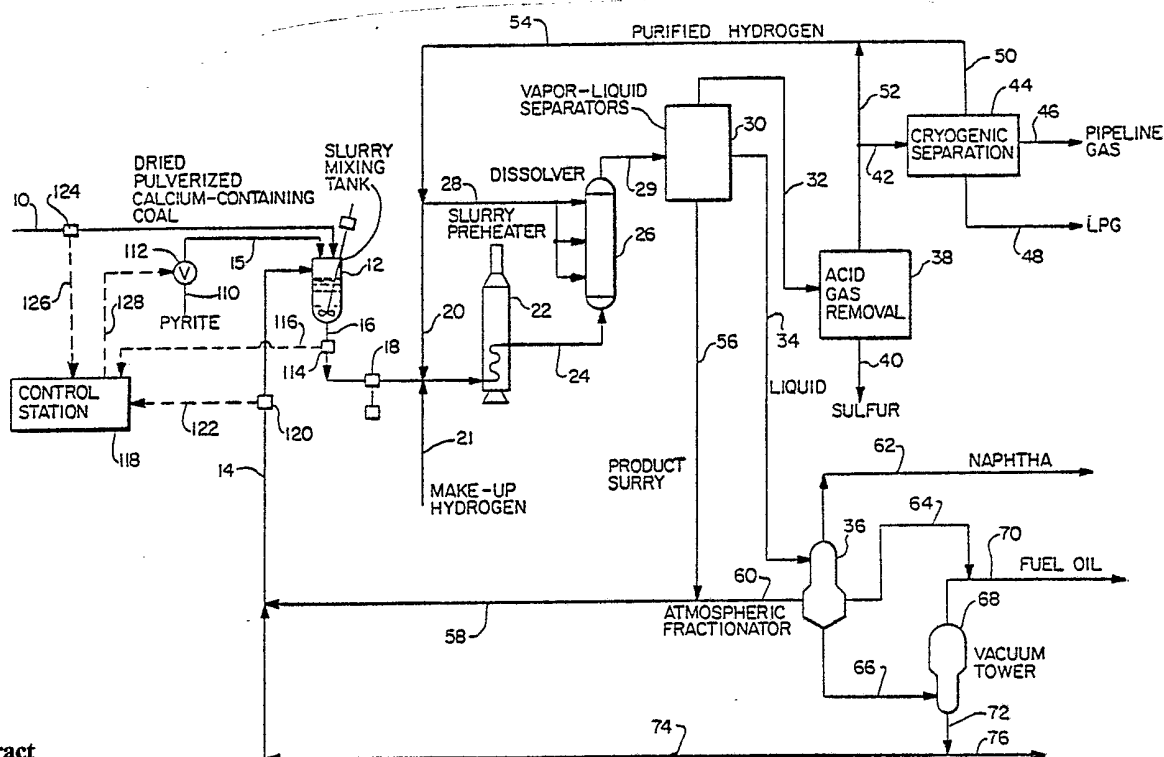 54
PURIFIED HYDROGEN
50
44
VAPOR-LIQUID
SEPARATORS
52
46
30
CRYOGENIC
SEPARATION
PIPELINE
GAS
SLURRY
MIXING
TANK
DRIED
PULVERIZED
CALCIUM-CONTAINING
COAL
10
124
DISSOLVER
29
42
32
28
SLURRY
PREHEATER
LPG
48
112
15
V
12
26
38
126
128
110
PYRITE
22
ACID
GAS
REMOVAL
116
16
20
34
24
56
40
114
18
CONTROL
STATION
LIQUID
SULFUR
122
120
118
21
14
PRODUCT
SURRY
62
NAPHTHA
MAKE-UP
HYDROGEN
64
36
70
FUEL OIL
60
58
ATMOSPHERIC
FRACTIONATOR
68
VACUUM
TOWER
66
72
74
76
ract